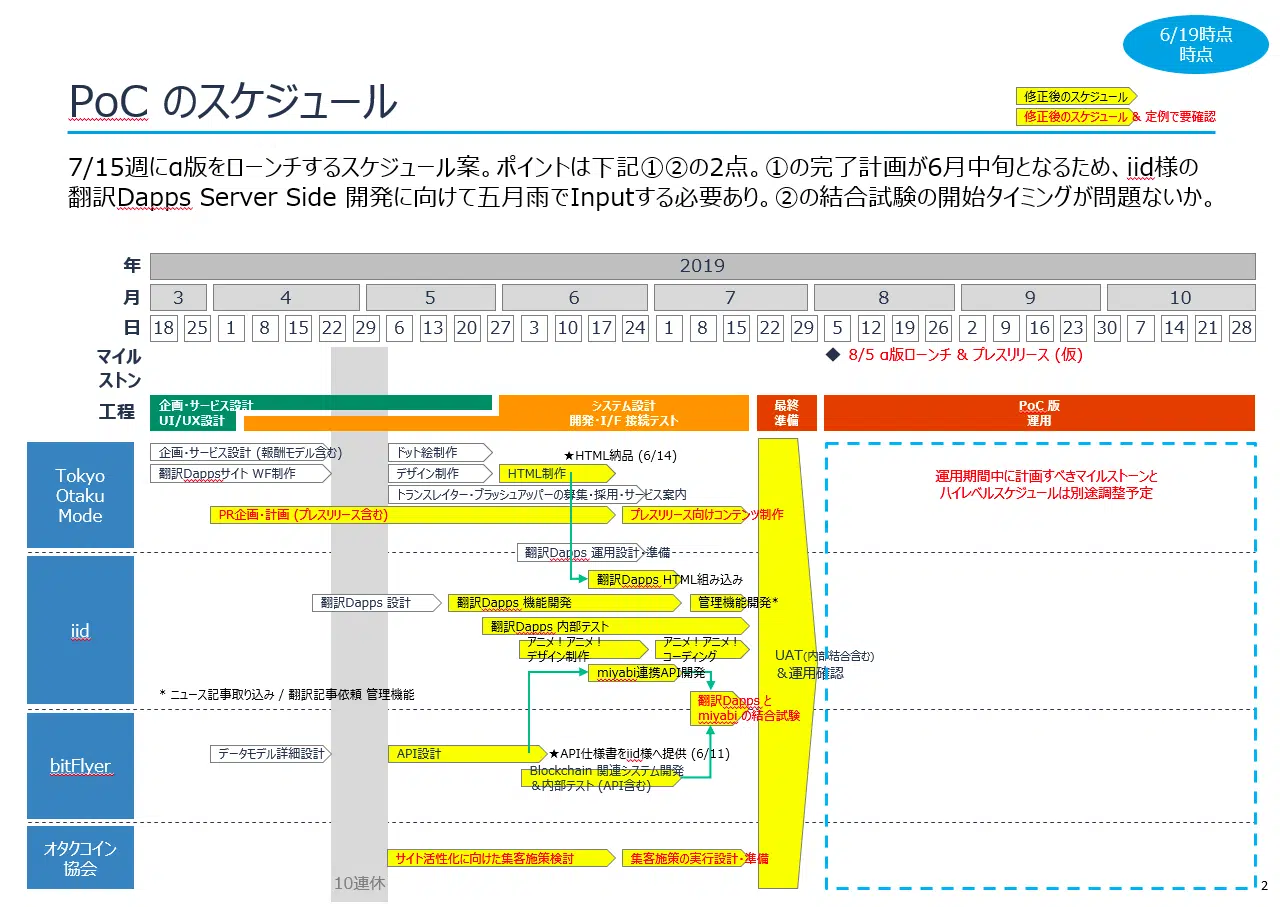 6/19時点
時点
PoC のスケジュール
修正後のスケジュール
修正後のスケジュール & 定例で要確認
7/15週にα版をローンチするスケジュール案。ポイントは下記①②の2点。①の完了計画が6月中旬となるため、iid様の
翻訳Dapps Server Side 開発に向けて五月雨でInputする必要あり。②の結合試験の開始タイミングが問題ないか。
年 2019
月 3 4 5 6 7 8 9 10
日 18 25 1 8 15 22 29 6 13 20 27 3 10 17 24 1 8 15 22 29 5 12 19 26 2 9 16 23 30 7 14 21 28
マイル
ストン
◆ 8/5 α版ローンチ & プレスリリース (仮)
工程
企画・サービス設計
UI/UX設計
システム設計
開発・I/F 接続テスト
最終
準備
PoC 版
運用
Tokyo
Otaku
Mode
企画・サービス設計 (報酬モデル含む)
ドット絵制作
★HTML納品 (6/14)
翻訳Dappsサイト WF制作
デザイン制作
HTML制作
トランスレイター・ブラッシュアッパーの募集・採用・サービス案内
PR企画・計画 (プレスリリース含む)
プレスリリース向けコンテンツ制作
運用期間中に計画すべきマイルストーンと
ハイレベルスケジュールは別途調整予定
翻訳Dapps 運用設計・準備
iid
翻訳Dapps HTML組み込み
翻訳Dapps 設計
翻訳Dapps 機能開発
管理機能開発*
翻訳Dapps 内部テスト
アニメ！アニメ！
デザイン制作
アニメ！アニメ！
コーディング
UAT(内部結合含む)
＆運用確認
miyabi連携API開発
* ニュース記事取り込み / 翻訳記事依頼 管理機能
翻訳Dapps と
miyabi の結合試験
bitFlyer
データモデル詳細設計
API設計
★API仕様書をiid様へ提供 (6/11)
Blockchain 関連システム開発
＆内部テスト (API含む)
オタクコイン
協会
サイト活性化に向けた集客施策検討
集客施策の実行設計・準備
10連休
2